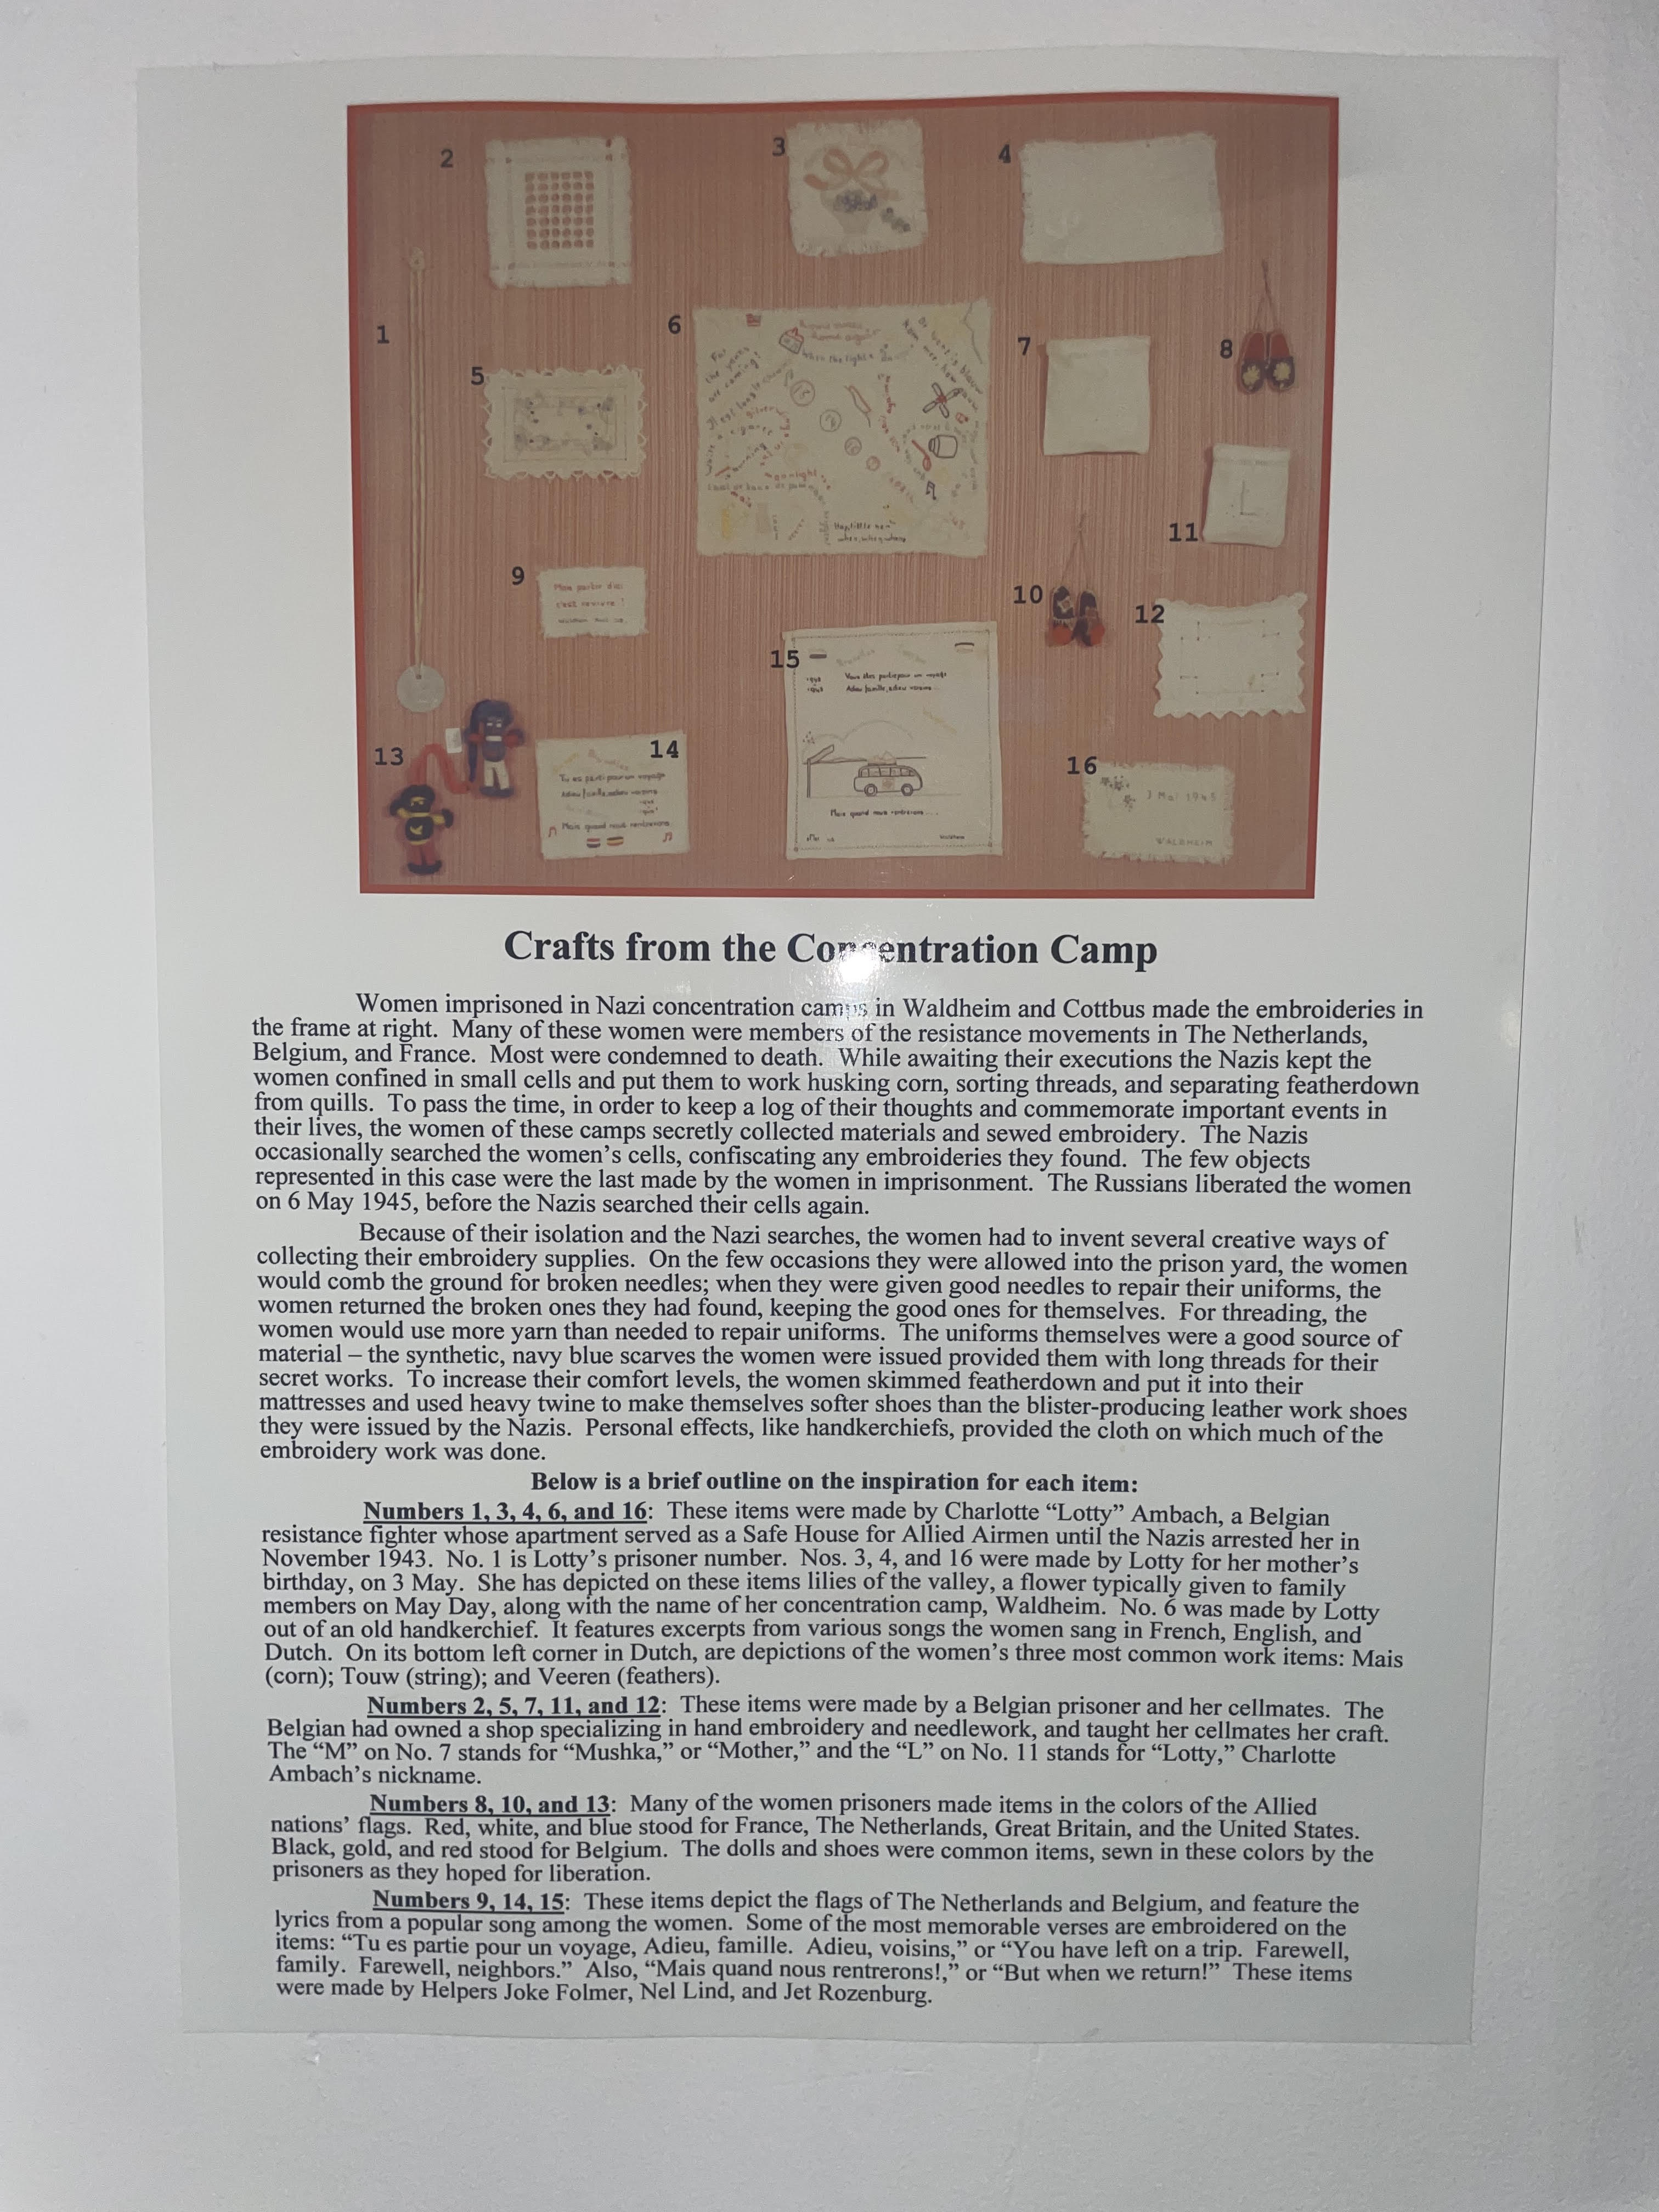 2
3
4
1
6
7
8
5
11
9
10
12
15
13
14
16
Mon partir dies
c'est revivre !
Vous êtes parties pour un voyage
Adieu famille, adieu voisins
Mais quand nous rentrerons ...
Waldheim
Tu es parti pour un voyage
Adieu famille, adieu voisins
Mais quand nous rentrerons
3 Mai 1945
WALDHEIM
L
Crafts from the Concentration Camp
Women imprisoned in Nazi concentration camps in Waldheim and Cottbus made the embroideries in
the frame at right. Many of these women were members of the resistance movements in The Netherlands,
Belgium, and France. Most were condemned to death. While awaiting their executions the Nazis kept the
women confined in small cells and put them to work husking corn, sorting threads, and separating featherdown
from quills. To pass the time, in order to keep a log of their thoughts and commemorate important events in
their lives, the women of these camps secretly collected materials and sewed embroidery. The Nazis
occasionally searched the women's cells, confiscating any embroideries they found. The few objects
represented in this case were the last made by the women in imprisonment. The Russians liberated the women
on 6 May 1945, before the Nazis searched their cells again.
Because of their isolation and the Nazi searches, the women had to invent several creative ways of
collecting their embroidery supplies. On the few occasions they were allowed into the prison yard, the women
would comb the ground for broken needles; when they were given good needles to repair their uniforms, the
women returned the broken ones they had found, keeping the good ones for themselves. For threading, the
women would use more yarn than needed to repair uniforms. The uniforms themselves were a good source of
material – the synthetic, navy blue scarves the women were issued provided them with long threads for their
secret works. To increase their comfort levels, the women skimmed featherdown and put it into their
mattresses and used heavy twine to make themselves softer shoes than the blister-producing leather work shoes
they were issued by the Nazis. Personal effects, like handkerchiefs, provided the cloth on which much of the
embroidery work was done.
Below is a brief outline on the inspiration for each item:
Numbers 1, 3, 4, 6, and 16: These items were made by Charlotte “Lotty” Ambach, a Belgian
resistance fighter whose apartment served as a Safe House for Allied Airmen until the Nazis arrested her in
November 1943. No. 1 is Lotty's prisoner number. Nos. 3, 4, and 16 were made by Lotty for her mother's
birthday, on 3 May. She has depicted on these items lilies of the valley, a flower typically given to family
members on May Day, along with the name of her concentration camp, Waldheim. No. 6 was made by Lotty
out of an old handkerchief. It features excerpts from various songs the women sang in French, English, and
Dutch. On its bottom left corner in Dutch, are depictions of the women's three most common work items: Mais
(corn); Touw (string); and Veeren (feathers).
Numbers 2, 5, 7, 11, and 12: These items were made by a Belgian prisoner and her cellmates. The
Belgian had owned a shop specializing in hand embroidery and needlework, and taught her cellmates her craft.
The “M” on No. 7 stands for “Mushka,” or “Mother,” and the “L” on No. 11 stands for “Lotty,” Charlotte
Ambach's nickname.
Numbers 8, 10, and 13: Many of the women prisoners made items in the colors of the Allied
nations' flags. Red, white, and blue stood for France, The Netherlands, Great Britain, and the United States.
Black, gold, and red stood for Belgium. The dolls and shoes were common items, sewn in these colors by the
prisoners as they hoped for liberation.
Numbers 9, 14, 15: These items depict the flags of The Netherlands and Belgium, and feature the
lyrics from a popular song among the women. Some of the most memorable verses are embroidered on the
items: “Tu es partie pour un voyage, Adieu, famille. Adieu, voisins,” or “You have left on a trip. Farewell,
family. Farewell, neighbors.” Also, “Mais quand nous rentrerons!,” or “But when we return!” These items
were made by Helpers Joke Folmer, Nel Lind, and Jet Rozenburg.